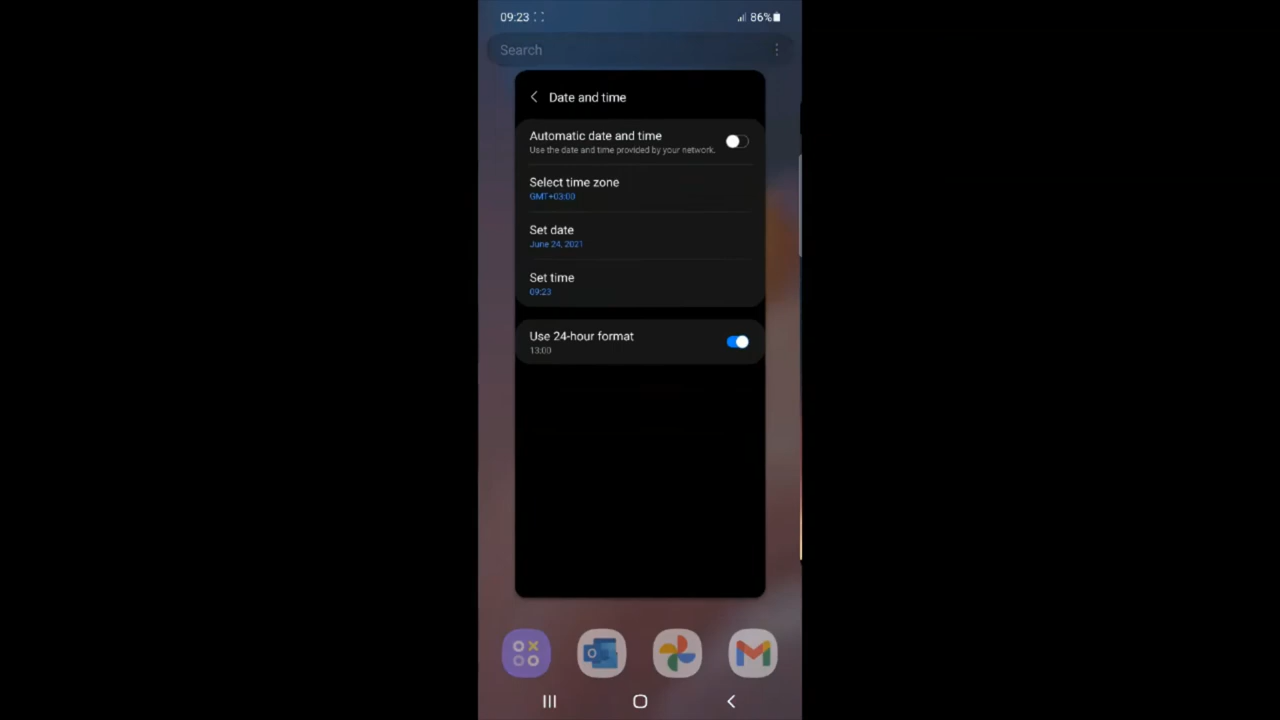 09:23 86%
Search
Date and time
Automatic date and time
Use the date and time provided by your network.
Select time zone
GMT+03:00
Set date
June 24, 2021
Set time
09:23
Use 24-hour format
13:00